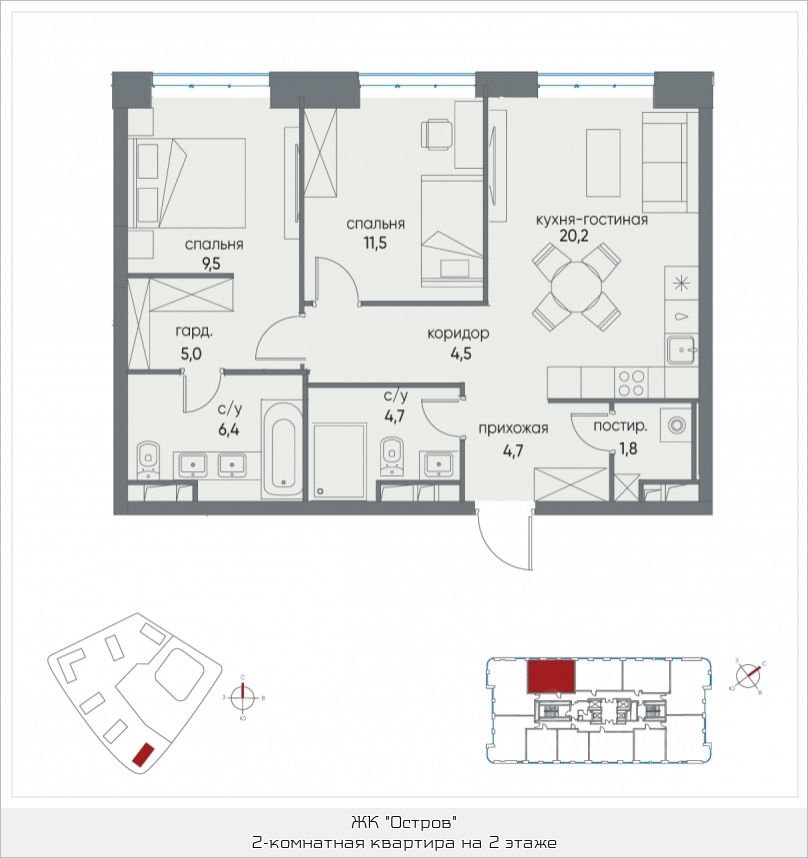 спальня
9,5
спальня
11,5
кухня-гостиная
20,2
гард.
5,0
коридор
4,5
с/у
6,4
с/у
4,7
прихожая
4,7
постир.
1,8
С
З
В
Ю
З
С
Ю
В
ЖК "Остров"
2-комнатная квартира на 2 этаже